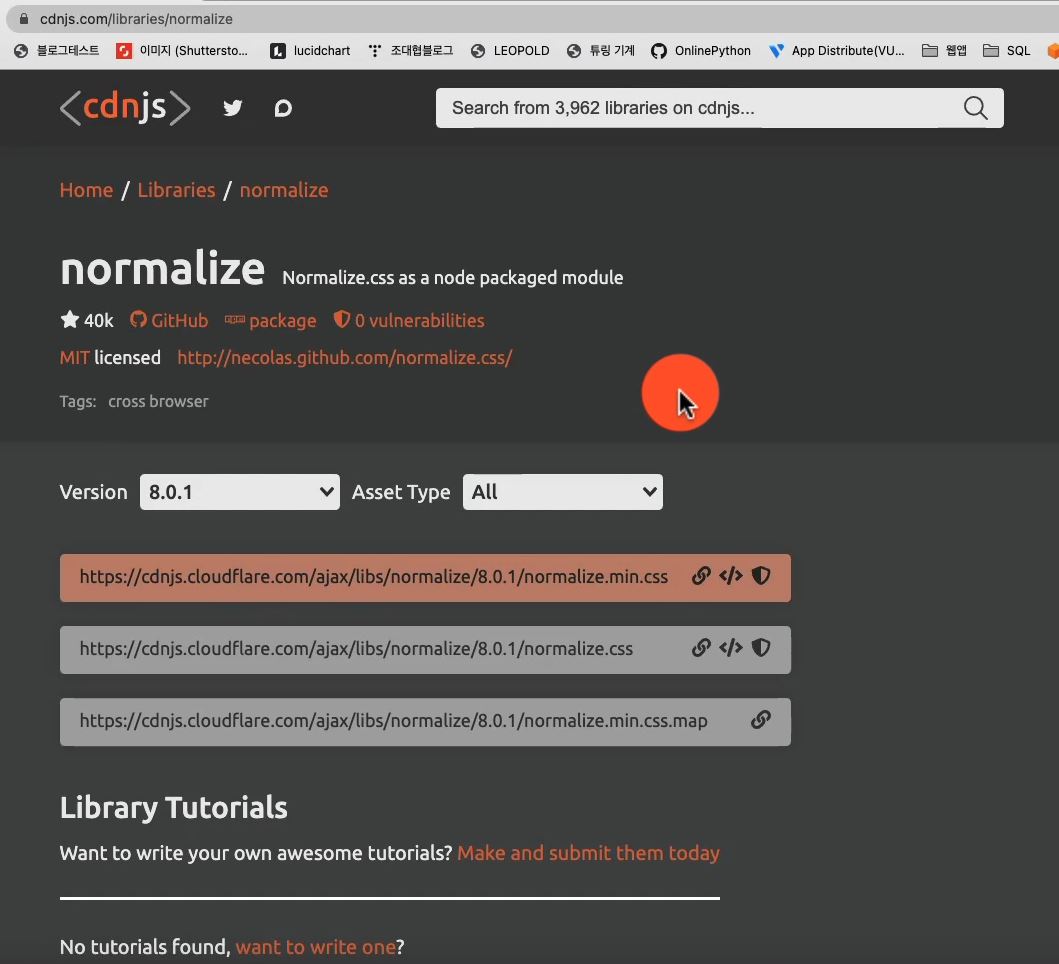 cdnjs.com/libraries/normalize
블로그테스트 이미지 (Shuttersto... lucidchart 조대협블로그 LEOPOLD 튜링 기계 OnlinePython App Distribute(VU... 웹앱 SQL
<cdnjs> Search from 3,962 libraries on cdnjs...
Home / Libraries / normalize
normalize Normalize.css as a node packaged module
40k GitHub package 0 vulnerabilities
MIT licensed http://necolas.github.com/normalize.css/
Tags: cross browser
Version 8.0.1 Asset Type All
https://cdnjs.cloudflare.com/ajax/libs/normalize/8.0.1/normalize.min.css
https://cdnjs.cloudflare.com/ajax/libs/normalize/8.0.1/normalize.css
https://cdnjs.cloudflare.com/ajax/libs/normalize/8.0.1/normalize.min.css.map
Library Tutorials
Want to write your own awesome tutorials? Make and submit them today
No tutorials found, want to write one?